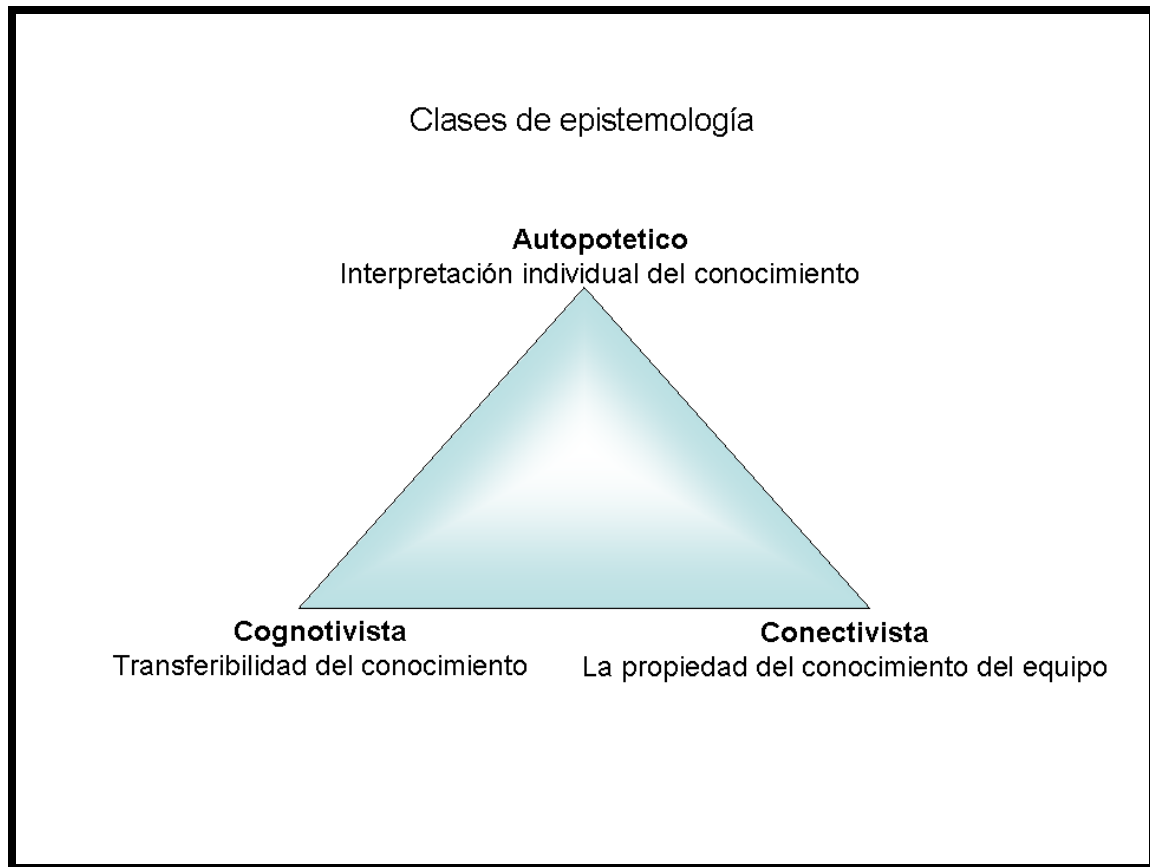 Clases de epistemología
Autopotetico
Interpretación individual del conocimiento
Cognotivista
Transferibilidad del conocimiento
Conectivista
La propiedad del conocimiento del equipo